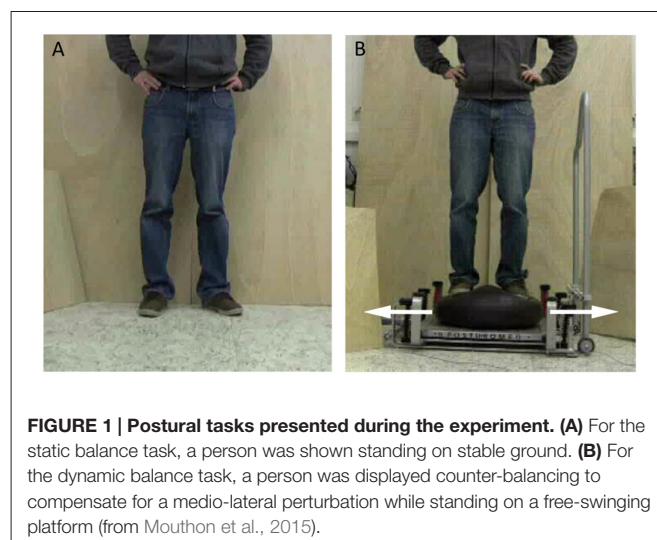 A
B
POSTUROMED
FIGURE 1 | Postural tasks presented during the experiment. (A) For the
static balance task, a person was shown standing on stable ground. (B) For
the dynamic balance task, a person was displayed counter-balancing to
compensate for a medio-lateral perturbation while standing on a free-swinging
platform (from Mouthon et al., 2015).